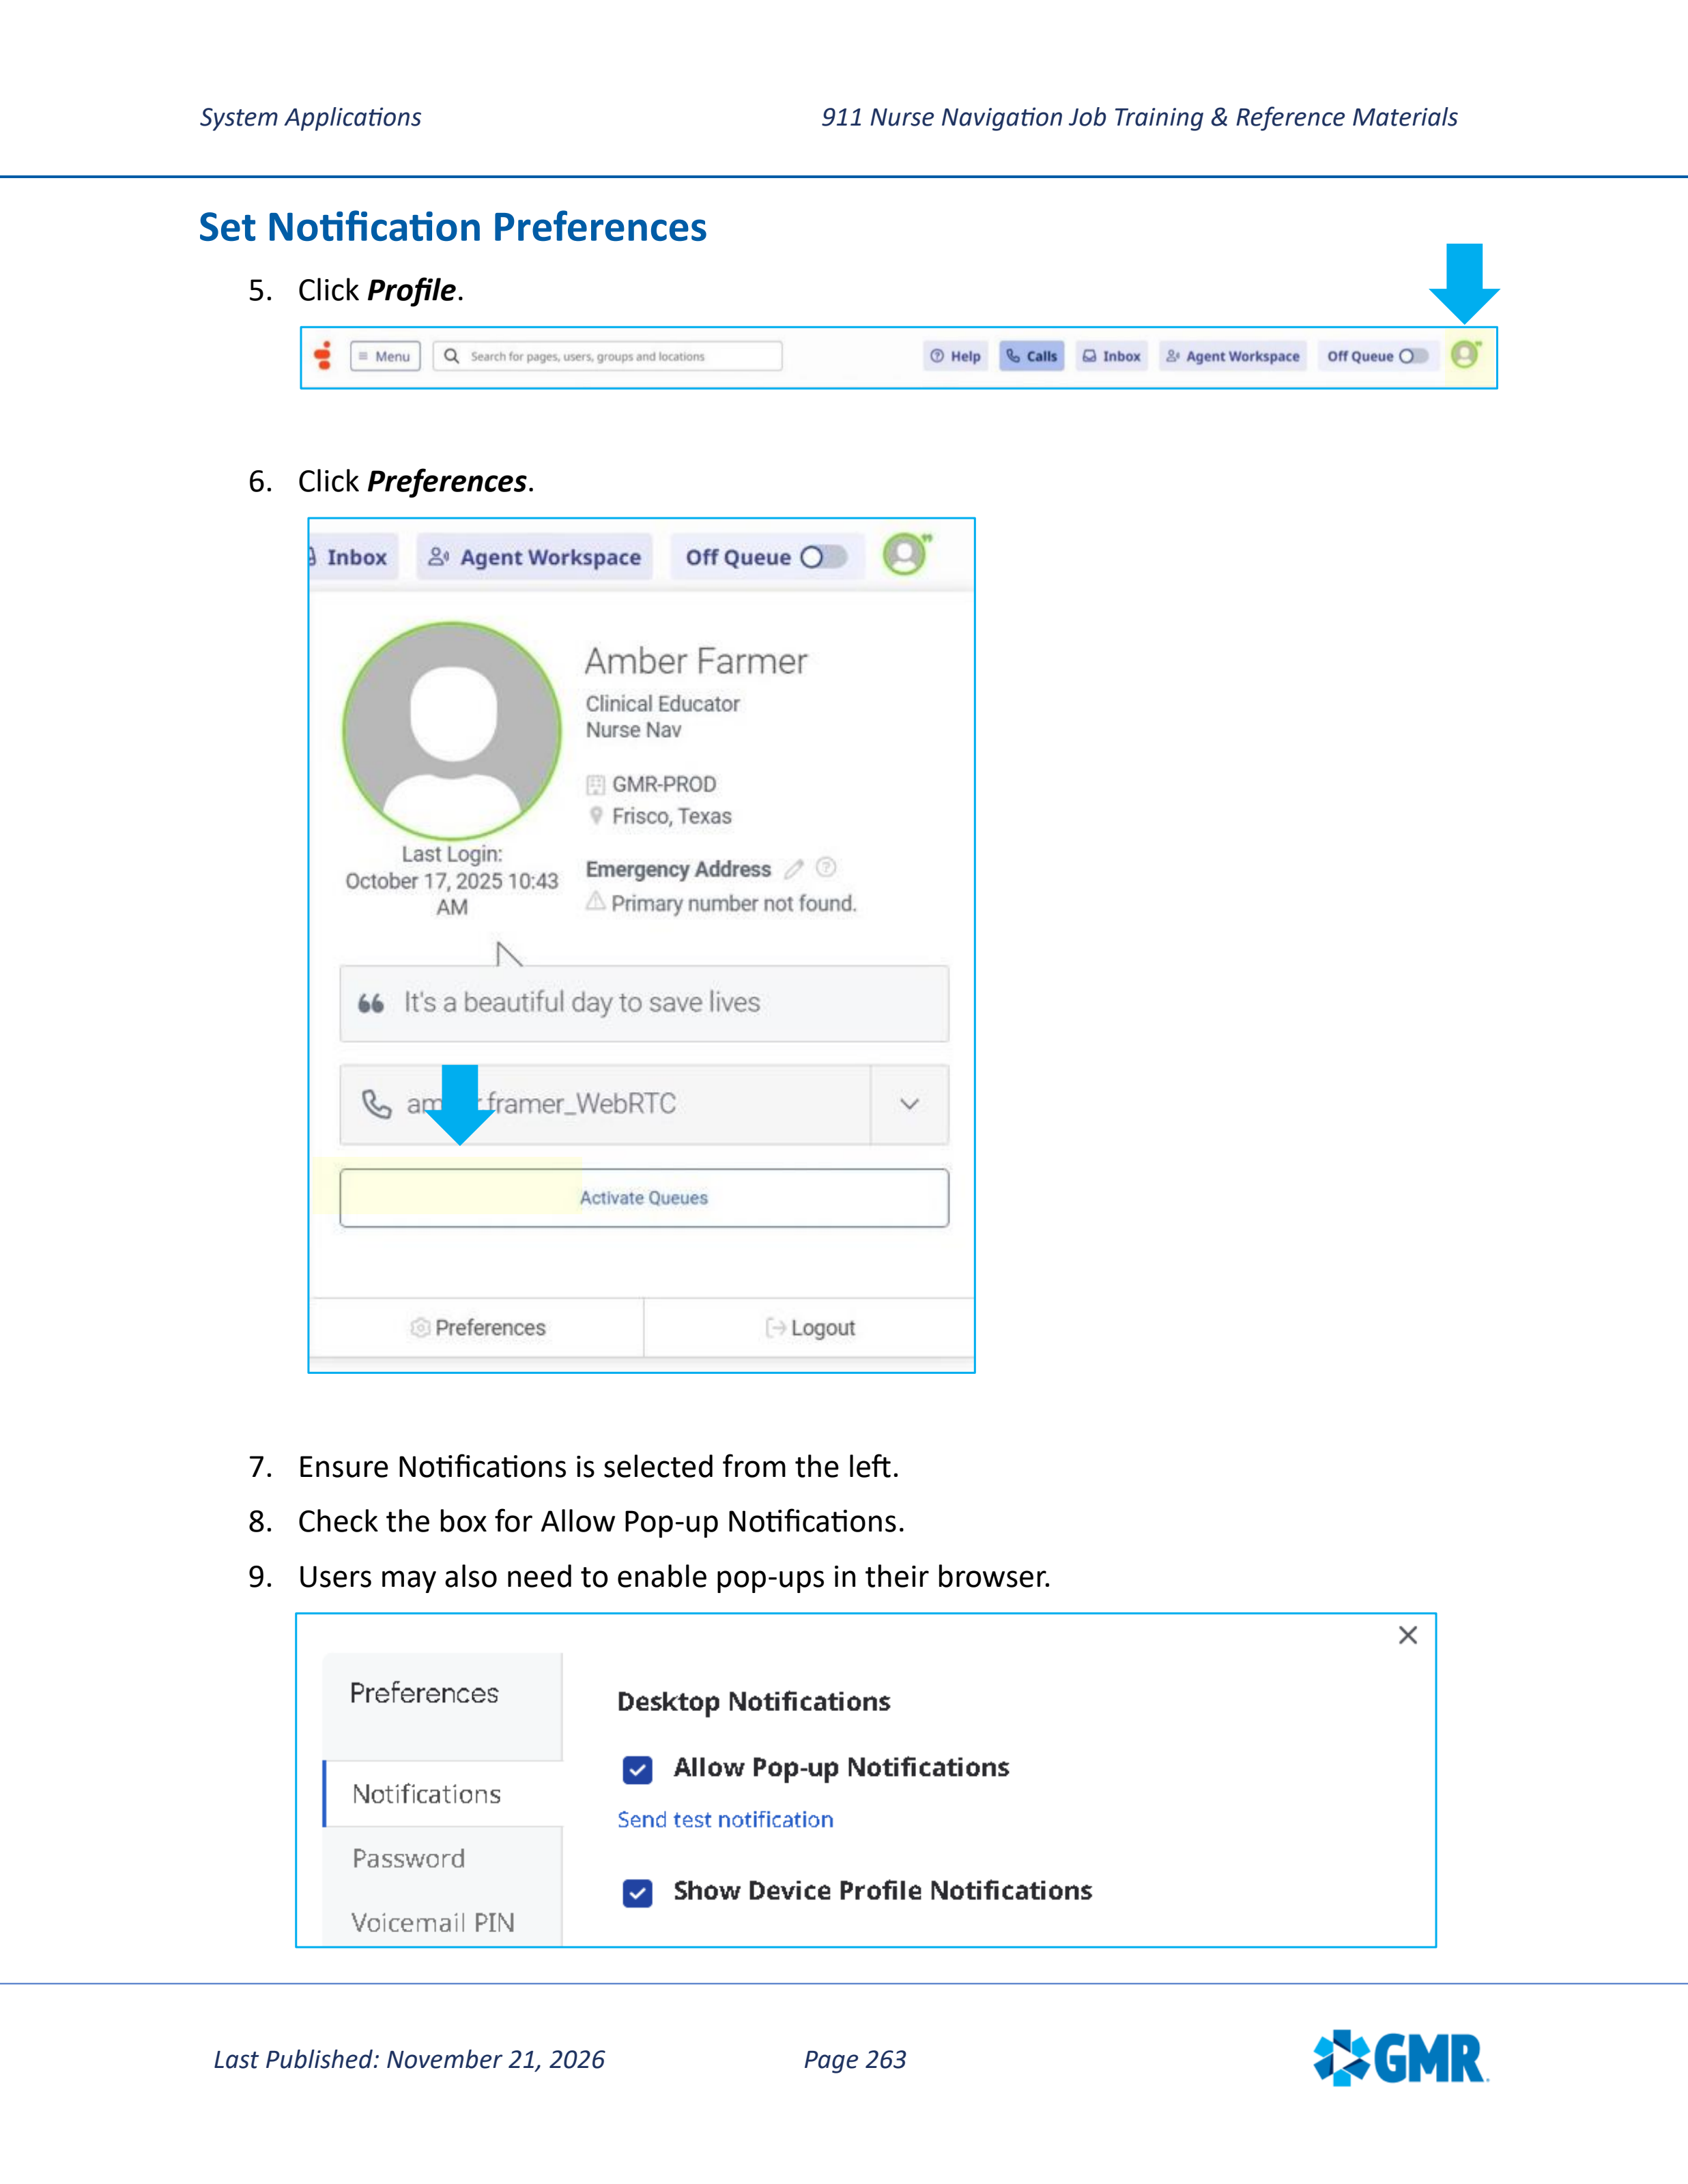 System Applications 911 Nurse Navigation Job Training & Reference Materials
Set Notification Preferences
5. Click Profile.
Menu Search for pages, users, groups and locations Help Calls Inbox Agent Workspace Off Queue
6. Click Preferences.
Inbox Agent Workspace Off Queue
Amber Farmer
Clinical Educator
Nurse Nav
GMR-PROD
Frisco, Texas
Last Login:
October 17, 2025 10:43
AM
Emergency Address
Primary number not found.
It's a beautiful day to save lives
framer_WebRTC
Activate Queues
Preferences Logout
7. Ensure Notifications is selected from the left.
8. Check the box for Allow Pop-up Notifications.
9. Users may also need to enable pop-ups in their browser.
Preferences
Notifications
Password
Voicemail PIN
Desktop Notifications
Allow Pop-up Notifications
Send test notification
Show Device Profile Notifications
Last Published: November 21, 2026 Page 263 GMR